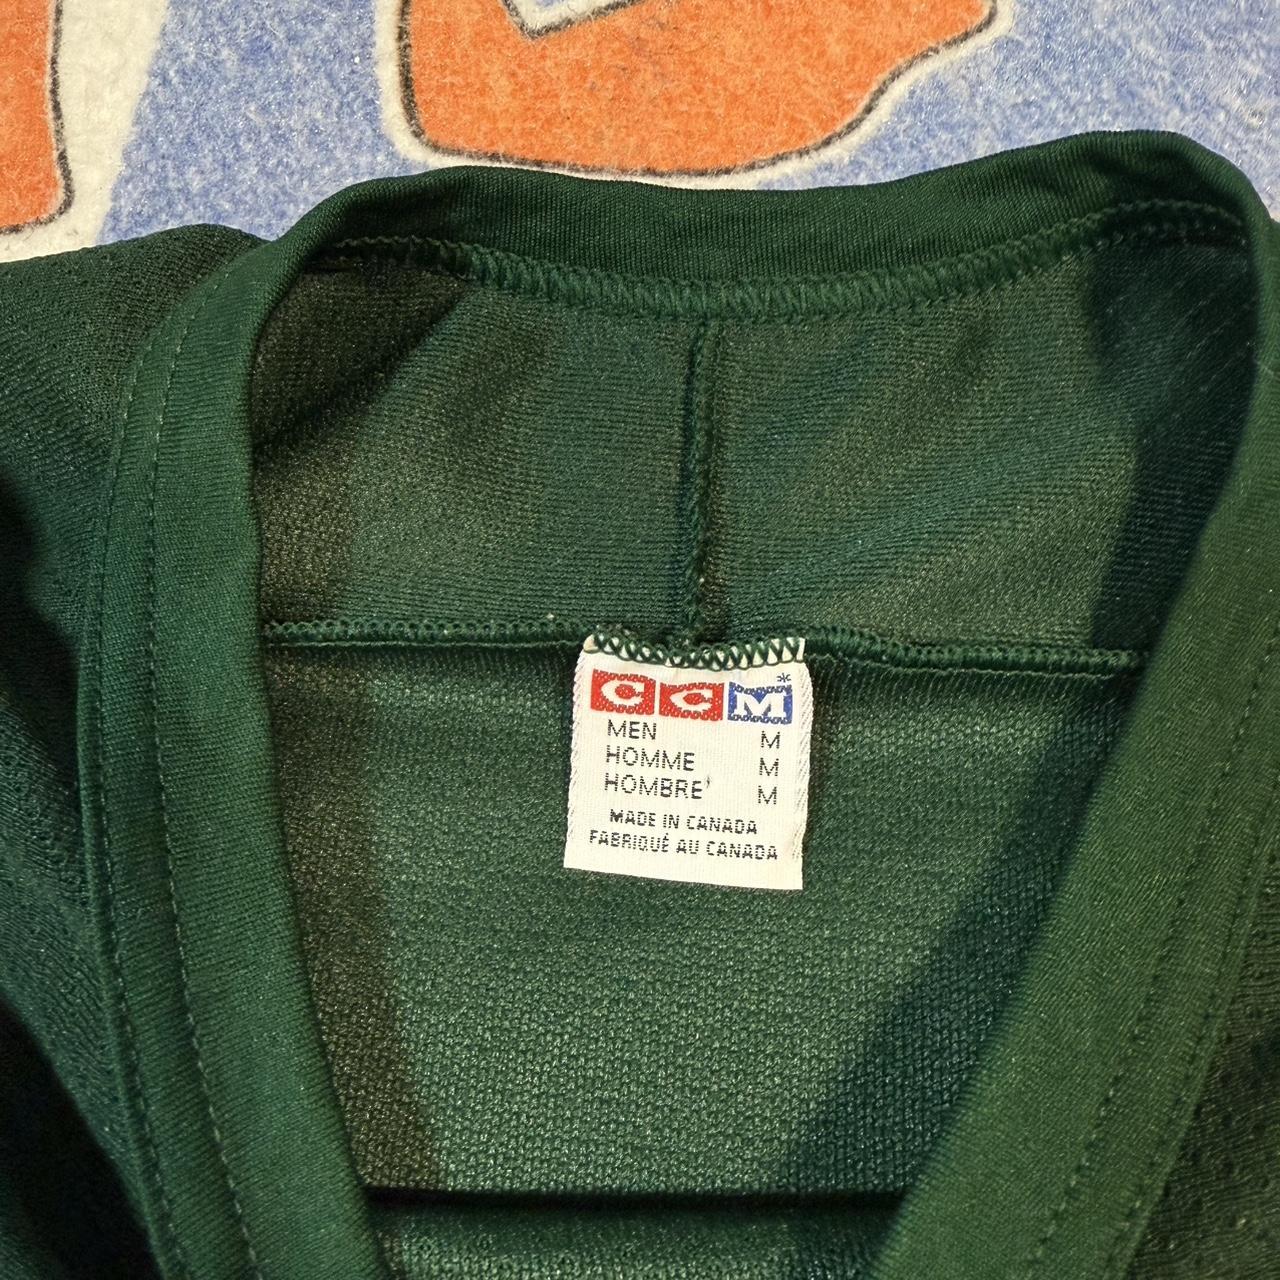 CCM*
MEN M
HOMME M
HOMBRE M
MADE IN CANADA
FABRIQUÉ AU CANADA